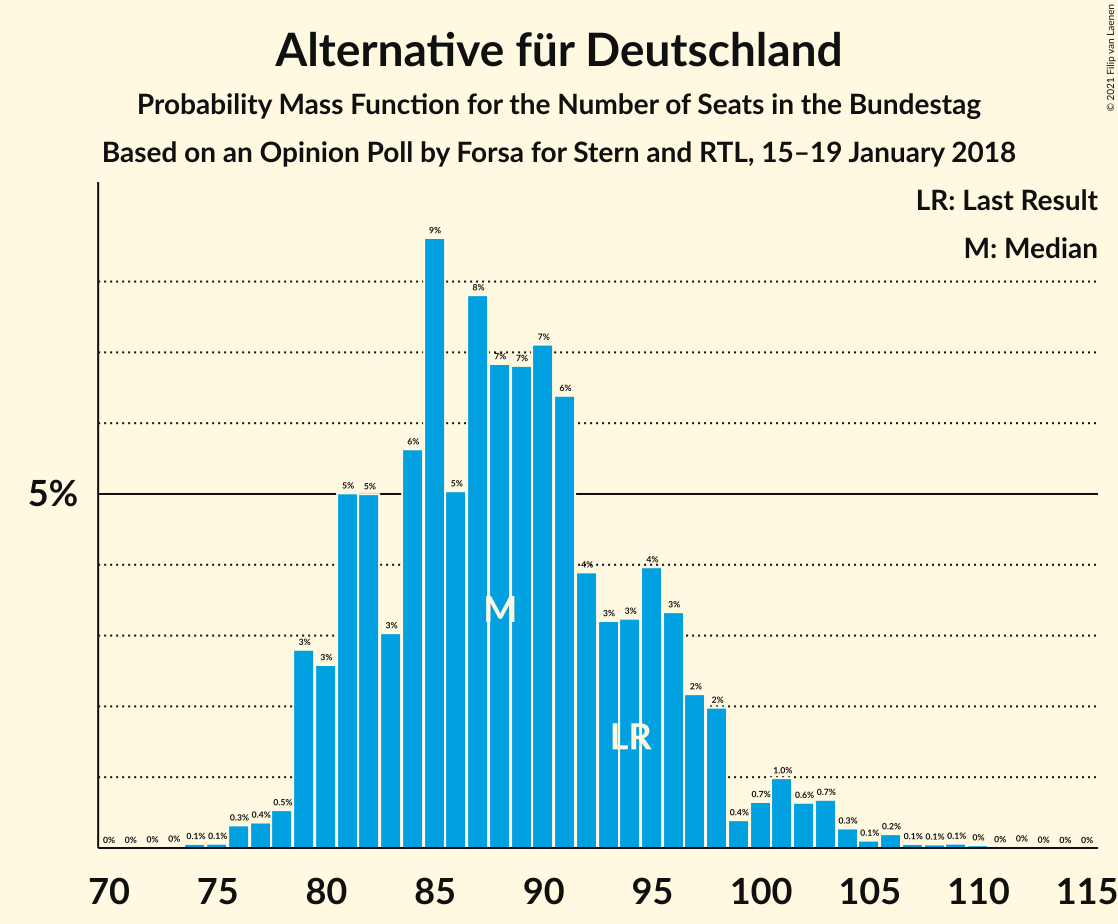 Alternative für Deutschland
Probability Mass Function for the Number of Seats in the Bundestag
Based on an Opinion Poll by Forsa for Stern and RTL, 15–19 January 2018
© 2021 Filip van Laenen
LR: Last Result
M: Median
5%
0% 0% 0% 0% 0.1% 0.1% 0.3% 0.4% 0.5% 3% 3% 5% 5% 3% 6% 9% 5% 8% 7% 7% 7% 6% 4% 3% 3% 4% 3% 2% 2% 0.4% 0.7% 1.0% 0.6% 0.7% 0.3% 0.1% 0.2% 0.1% 0.1% 0.1% 0% 0% 0% 0% 0% 0%
M
LR
70 75 80 85 90 95 100 105 110 115